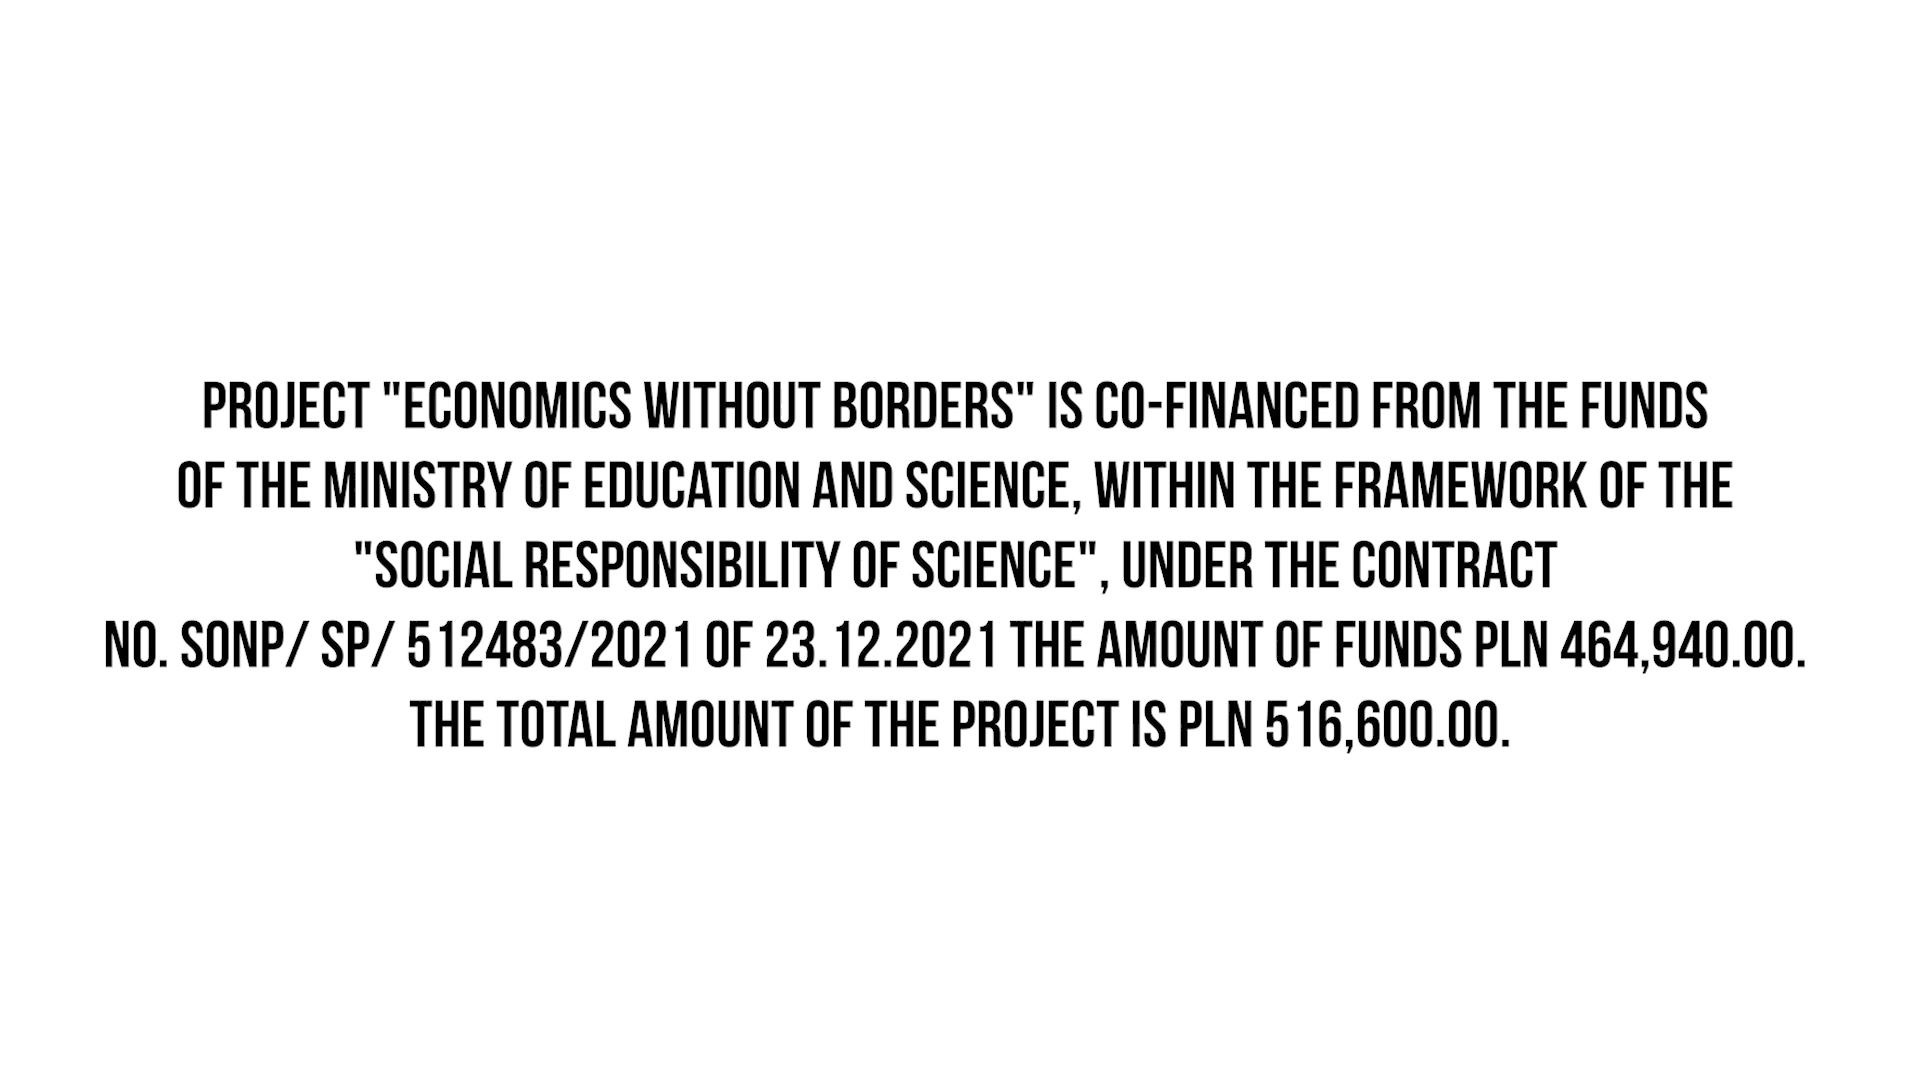 PROJECT "ECONOMICS WITHOUT BORDERS" IS CO-FINANCED FROM THE FUNDS
OF THE MINISTRY OF EDUCATION AND SCIENCE, WITHIN THE FRAMEWORK OF THE
"SOCIAL RESPONSIBILITY OF SCIENCE", UNDER THE CONTRACT
NO. SONP/ SP/ 512483/2021 OF 23.12.2021 THE AMOUNT OF FUNDS PLN 464,940.00.
THE TOTAL AMOUNT OF THE PROJECT IS PLN 516,600.00.